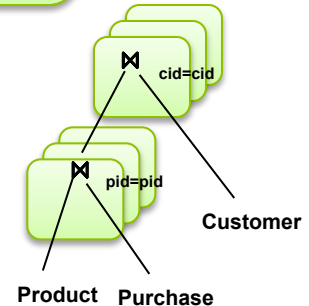 ⋈
cid=cid
⋈
pid=pid
Customer
Product Purchase